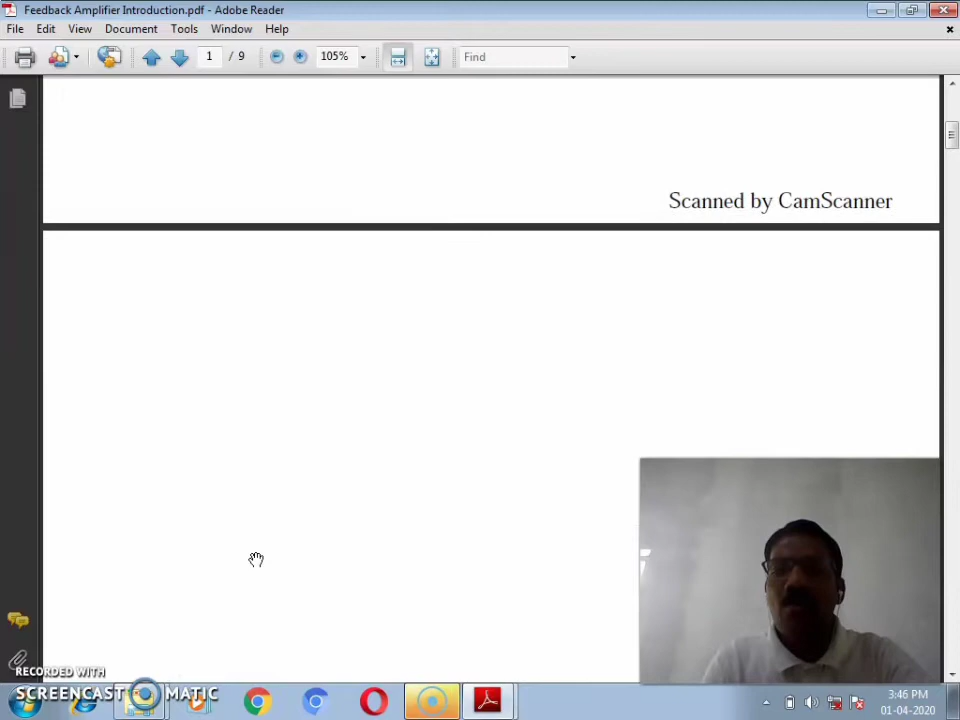 Feedback Amplifier Introduction.pdf - Adobe Reader
File Edit View Document Tools Window Help
1 / 9 105% Find
Scanned by CamScanner
RECORDED WITH
SCREENCAST MATIC
3:46 PM
01-04-2020